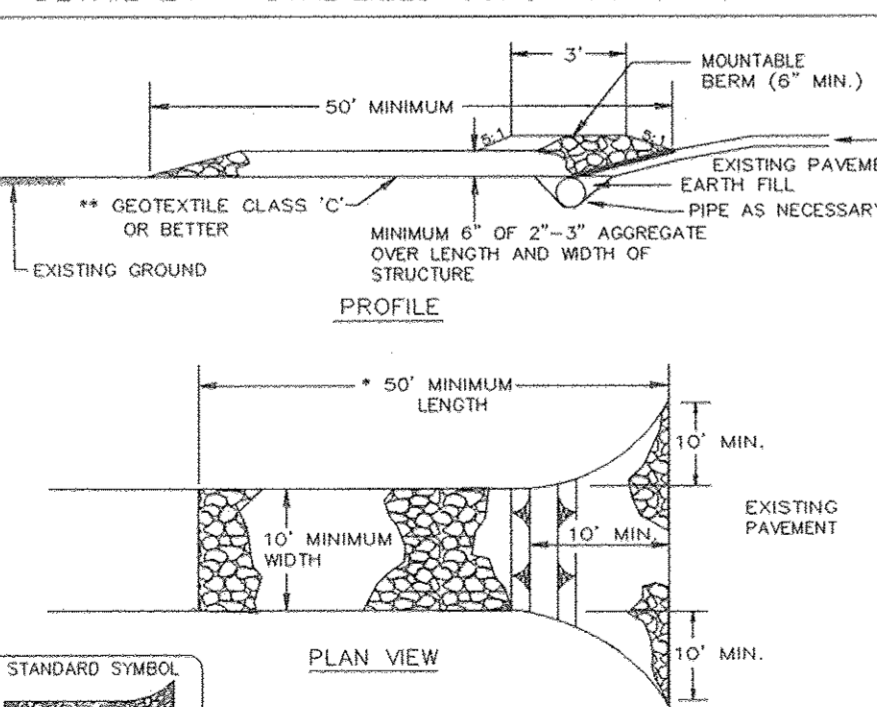 3'
MOUNTABLE
BERM (6" MIN.)
50' MINIMUM
5:1
5:1
EXISTING PAVEME
EARTH FILL
PIPE AS NECESSARY
** GEOTEXTILE CLASS 'C'
OR BETTER
MINIMUM 6" OF 2"-3" AGGREGATE
OVER LENGTH AND WIDTH OF
STRUCTURE
EXISTING GROUND
PROFILE
* 50' MINIMUM
LENGTH
10' MIN.
EXISTING
PAVEMENT
10' MINIMUM
WIDTH
10' MIN.
10' MIN.
PLAN VIEW
STANDARD SYMBOL